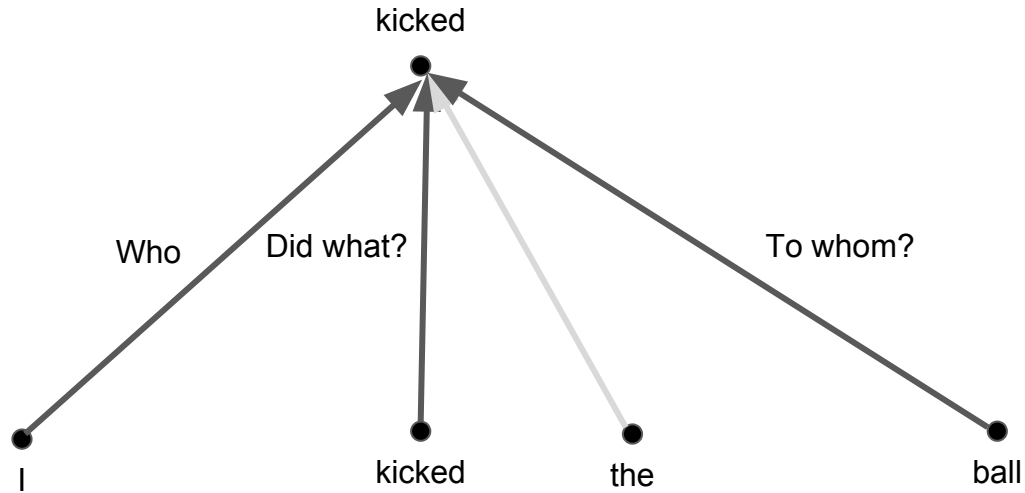 kicked
Who
Did what?
To whom?
I
kicked
the
ball